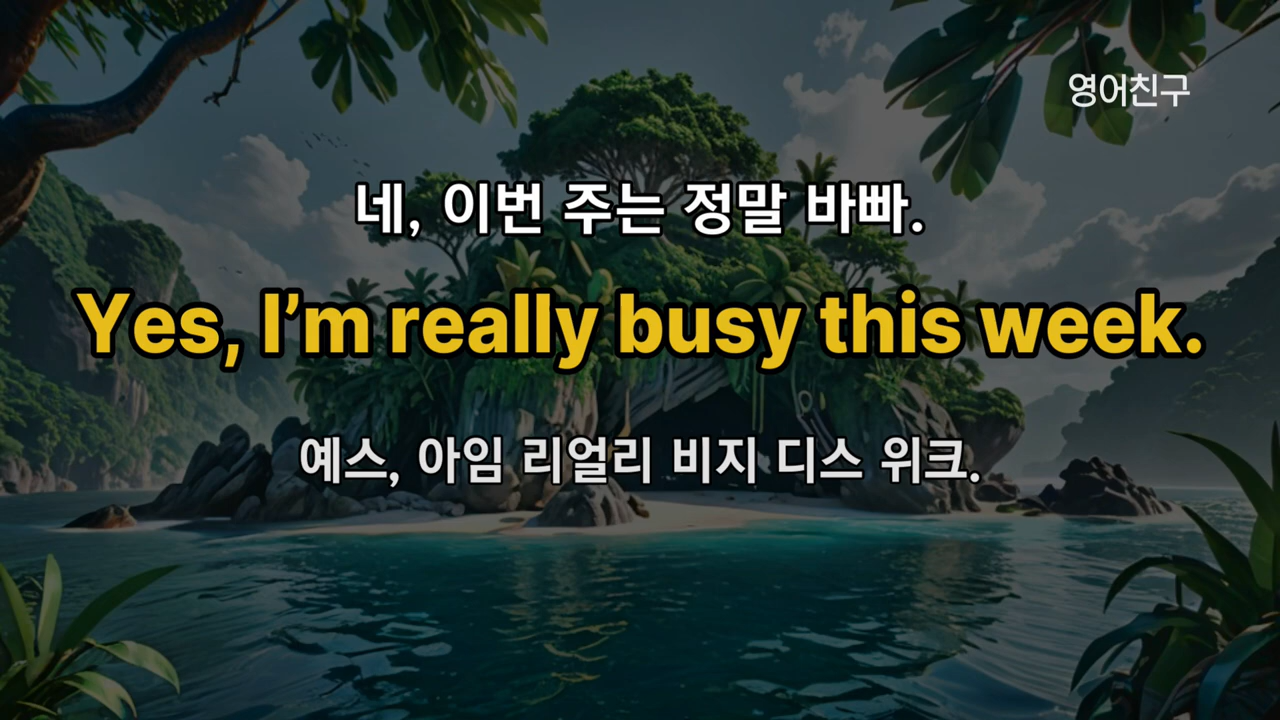 영어친구
네, 이번 주는 정말 바빠.
Yes, I’m really busy this week.
예스, 아임 리얼리 비지 디스 위크.